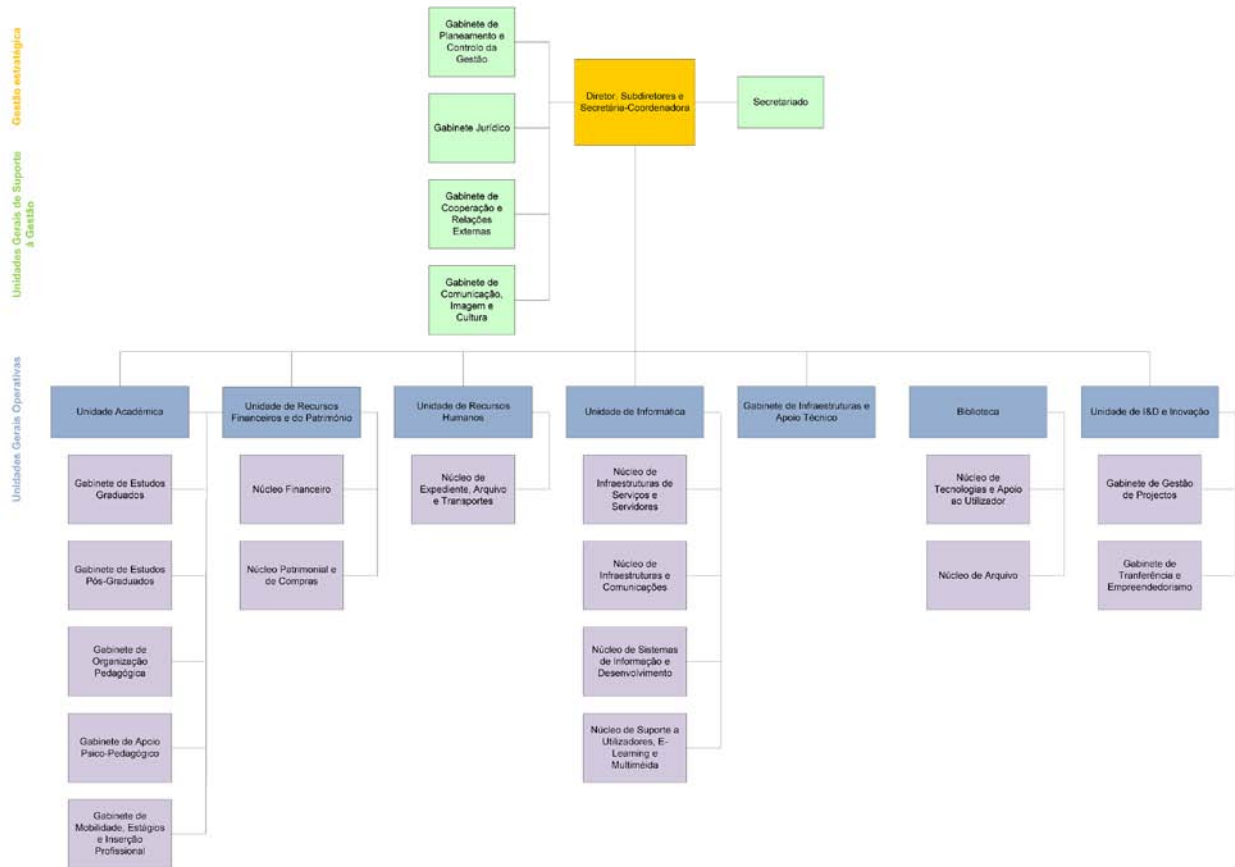 Gestão estratégica
Unidades Gerais de Suporte
à Gestão
Unidades Gerais Operativas
Gabinete de
Planeamento e
Controlo da
Gestão
Diretor, Subdiretores e
Secretária-Coordenadora
Secretariado
Gabinete Jurídico
Gabinete de
Cooperação e
Relações
Externas
Gabinete de
Comunicação,
Imagem e
Cultura
Unidade Académica
Unidade de Recursos
Financeiros e do Património
Unidade de Recursos
Humanos
Unidade de Informática
Gabinete de Infraestruturas e
Apoio Técnico
Biblioteca
Unidade de I&D e Inovação
Gabinete de Estudos
Graduados
Núcleo Financeiro
Núcleo de
Expediente, Arquivo
e Transportes
Núcleo de
Infraestruturas de
Serviços e
Servidores
Núcleo de
Tecnologias e Apoio
ao Utilizador
Gabinete de Gestão
de Projectos
Gabinete de Estudos
Pós-Graduados
Núcleo Patrimonial e
de Compras
Núcleo de
Infraestruturas e
Comunicações
Núcleo de Arquivo
Gabinete de
Tranferência e
Empreendedorismo
Gabinete de
Organização
Pedagógica
Núcleo de Sistemas
de Informação e
Desenvolvimento
Gabinete de Apoio
Psico-Pedagógico
Núcleo de Suporte a
Utilizadores, E-
Learning e
Multiméida
Gabinete de
Mobilidade, Estágios
e Inserção
Profissional